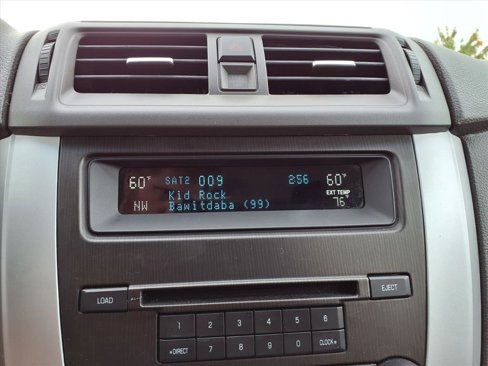 60°F SAT2 009 2:56 60°F
Kid Rock EXT TEMP
NW Bawitdaba (99) 76°
LOAD EJECT
1 2 3 4 5 6
*DIRECT 7 8 9 0 CLOCK*